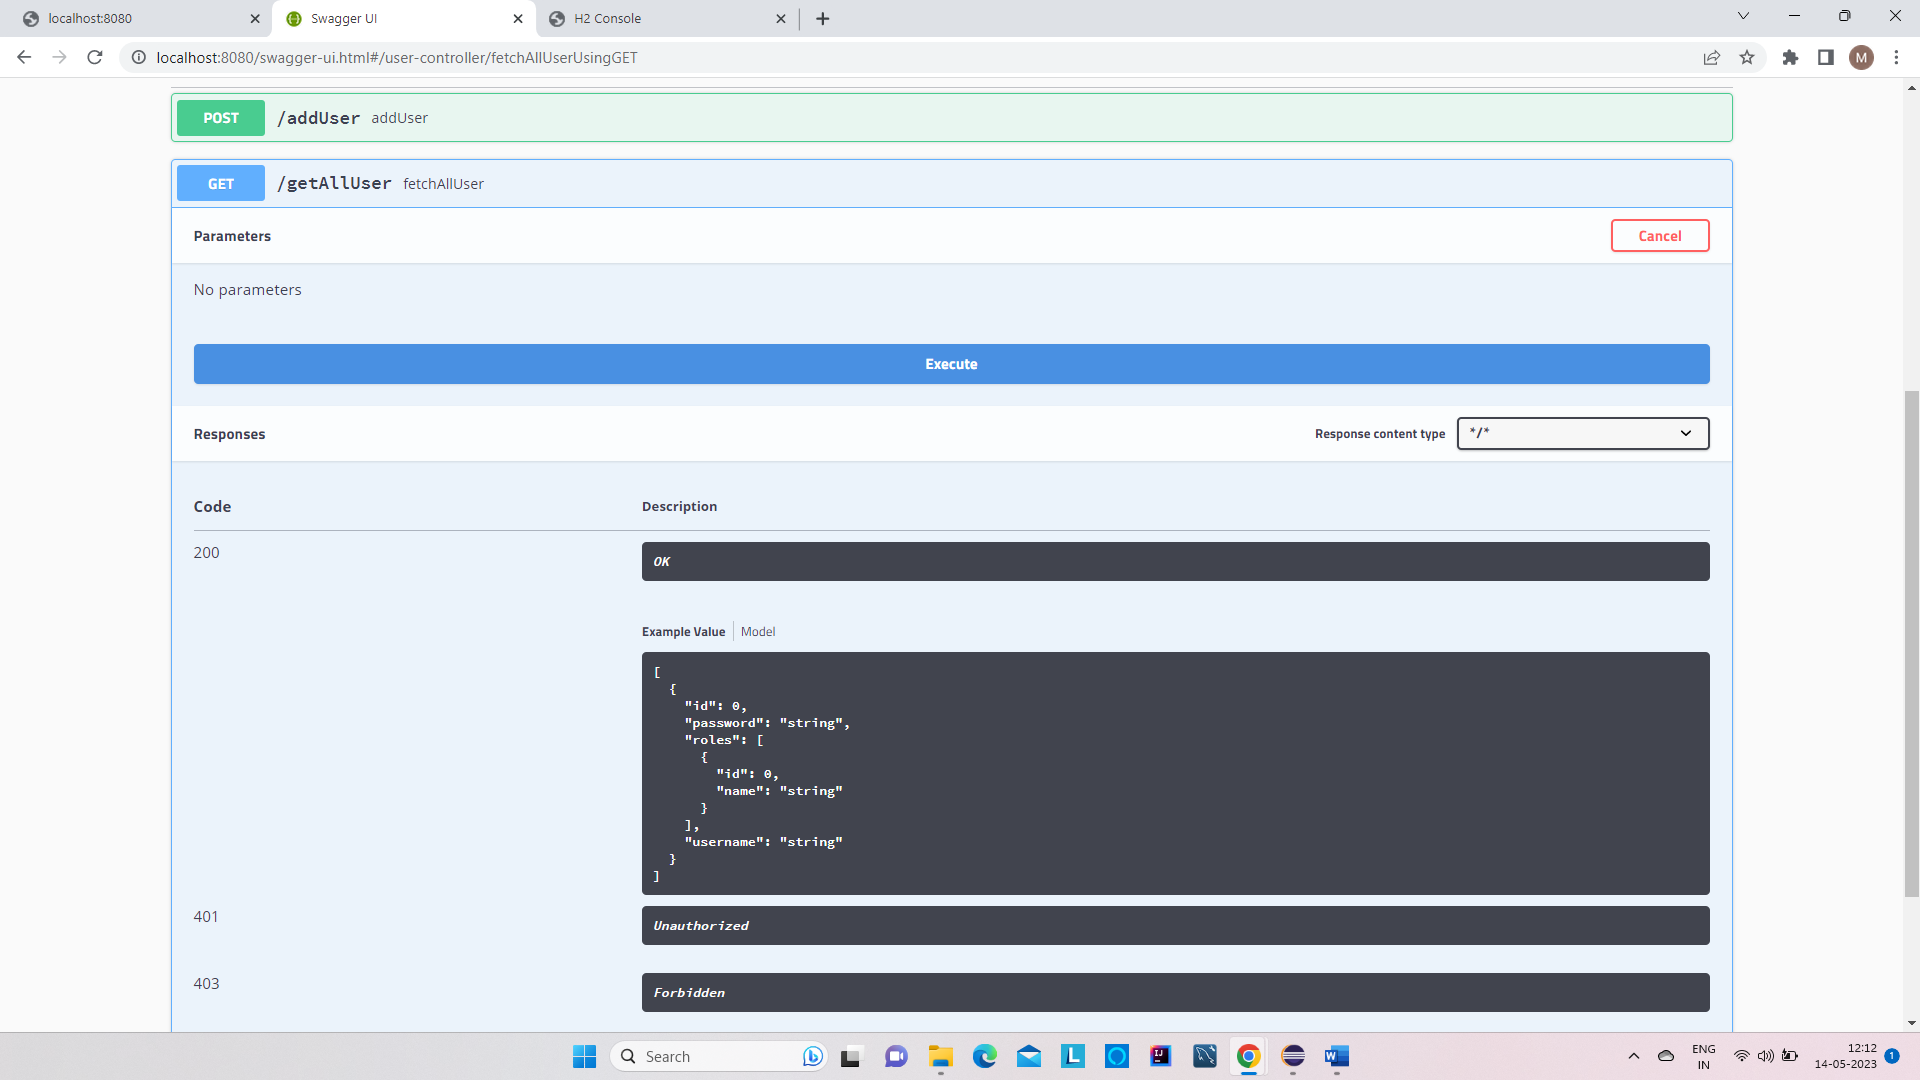 localhost:8080
Swagger UI
H2 Console
localhost:8080/swagger-ui.html#/user-controller/fetchAllUserUsingGET
M
POST /addUser addUser
GET /getAllUser fetchAllUser
Parameters
Cancel
No parameters
Execute
Responses
Response content type
*/*
Code Description
200
OK
Example Value Model
[
  {
    "id": 0,
    "password": "string",
    "roles": [
      {
        "id": 0,
        "name": "string"
      }
    ],
    "username": "string"
  }
]
401
Unauthorized
403
Forbidden
Search
L
IJ
W
ENG
IN
12:12
14-05-2023
1